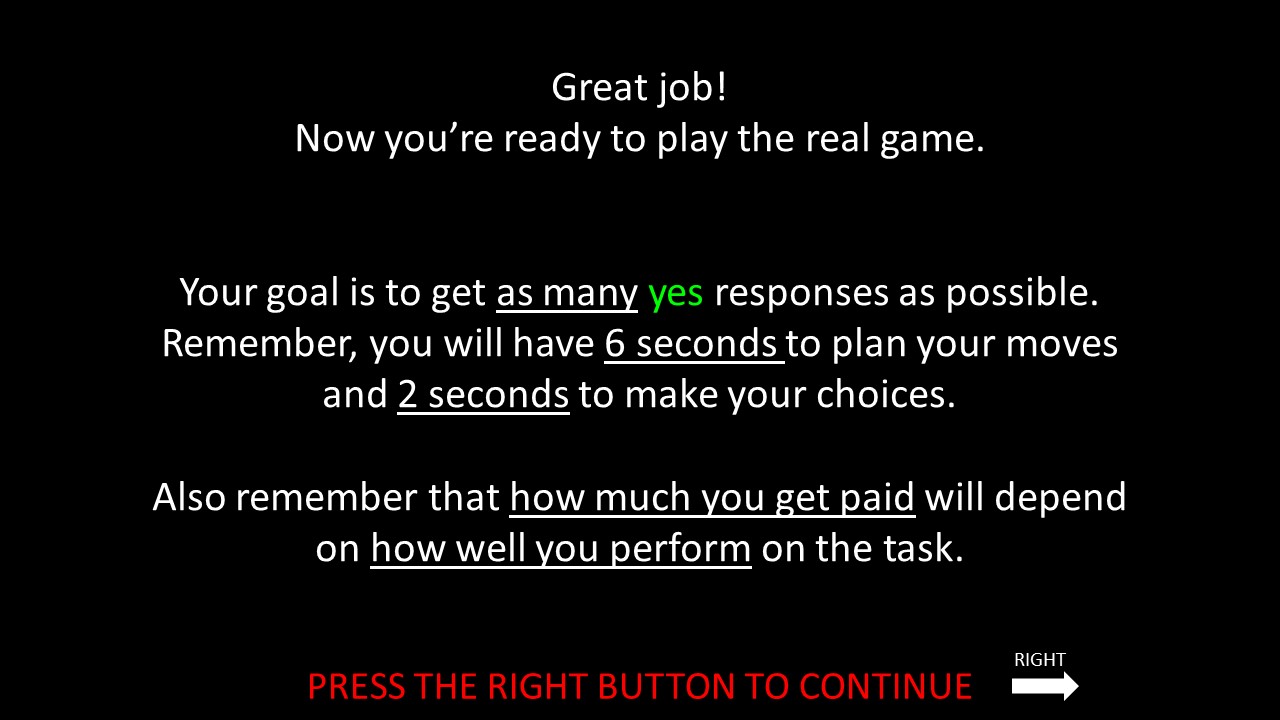 Great job!
Now you’re ready to play the real game.
Your goal is to get as many yes responses as possible.
Remember, you will have 6 seconds to plan your moves
and 2 seconds to make your choices.
Also remember that how much you get paid will depend
on how well you perform on the task.
RIGHT
PRESS THE RIGHT BUTTON TO CONTINUE